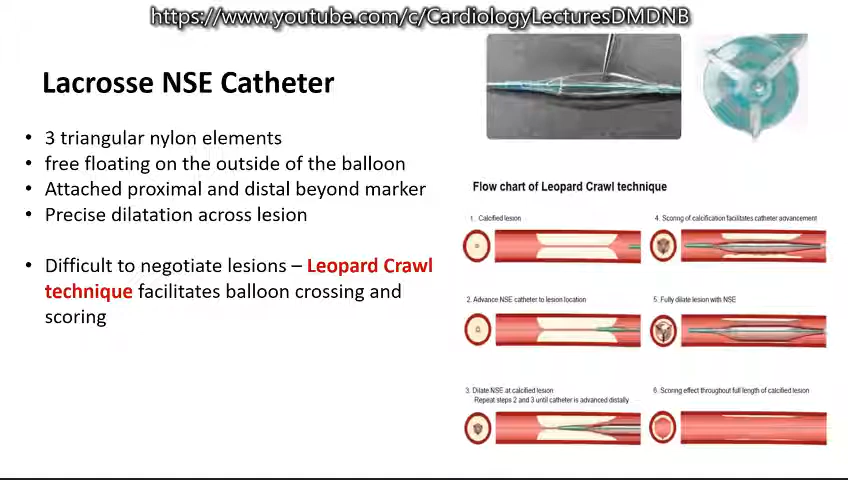 https://www.youtube.com/c/CardiologyLecturesDMDNB
Lacrosse NSE Catheter
• 3 triangular nylon elements
• free floating on the outside of the balloon
• Attached proximal and distal beyond marker
• Precise dilatation across lesion
• Difficult to negotiate lesions – Leopard Crawl
technique facilitates balloon crossing and
scoring
Flow chart of Leopard Crawl technique
1. Calcified lesion
2. Advance NSE catheter to lesion location
3. Dilate NSE at calcified lesion
Repeat steps 2 and 3 until catheter is advanced distally
4. Scoring of calcification facilitates catheter advancement
5. Fully dilate lesion with NSE
6. Scoring effect throughout full length of calcified lesion